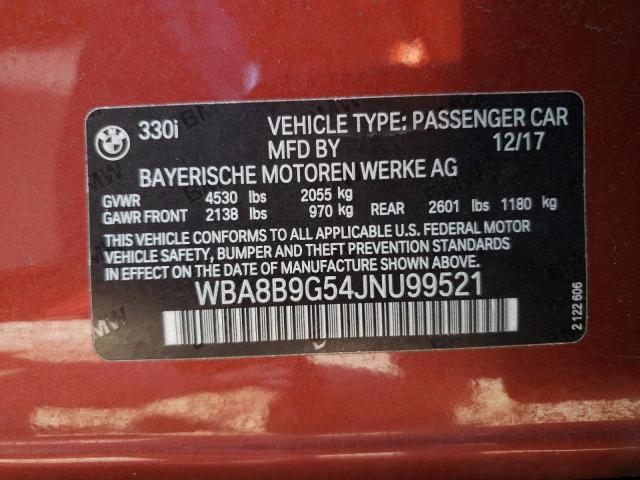 BMW
330i
VEHICLE TYPE: PASSENGER CAR
MFD BY 12/17
BAYERISCHE MOTOREN WERKE AG
GVWR 4530 lbs 2055 kg
GAWR FRONT 2138 lbs 970 kg REAR 2601 lbs 1180 kg
THIS VEHICLE CONFORMS TO ALL APPLICABLE U.S. FEDERAL MOTOR
VEHICLE SAFETY, BUMPER AND THEFT PREVENTION STANDARDS
IN EFFECT ON THE DATE OF MANUFACTURE SHOWN ABOVE.
WBA8B9G54JNU99521
2 122 606